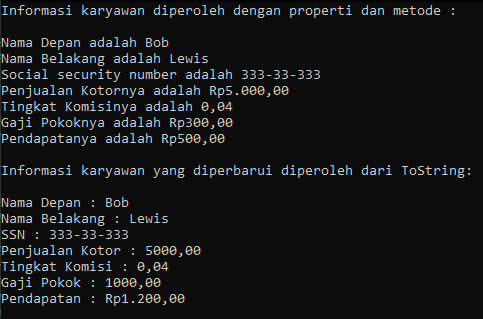 Informasi karyawan diperoleh dengan properti dan metode :
Nama Depan adalah Bob
Nama Belakang adalah Lewis
Social security number adalah 333-33-333
Penjualan Kotornya adalah Rp5.000,00
Tingkat Komisinya adalah 0,04
Gaji Pokoknya adalah Rp300,00
Pendapatanya adalah Rp500,00
Informasi karyawan yang diperbarui diperoleh dari ToString:
Nama Depan : Bob
Nama Belakang : Lewis
SSN : 333-33-333
Penjualan Kotor : 5000,00
Tingkat Komisi : 0,04
Gaji Pokok : 1000,00
Pendapatan : Rp1.200,00